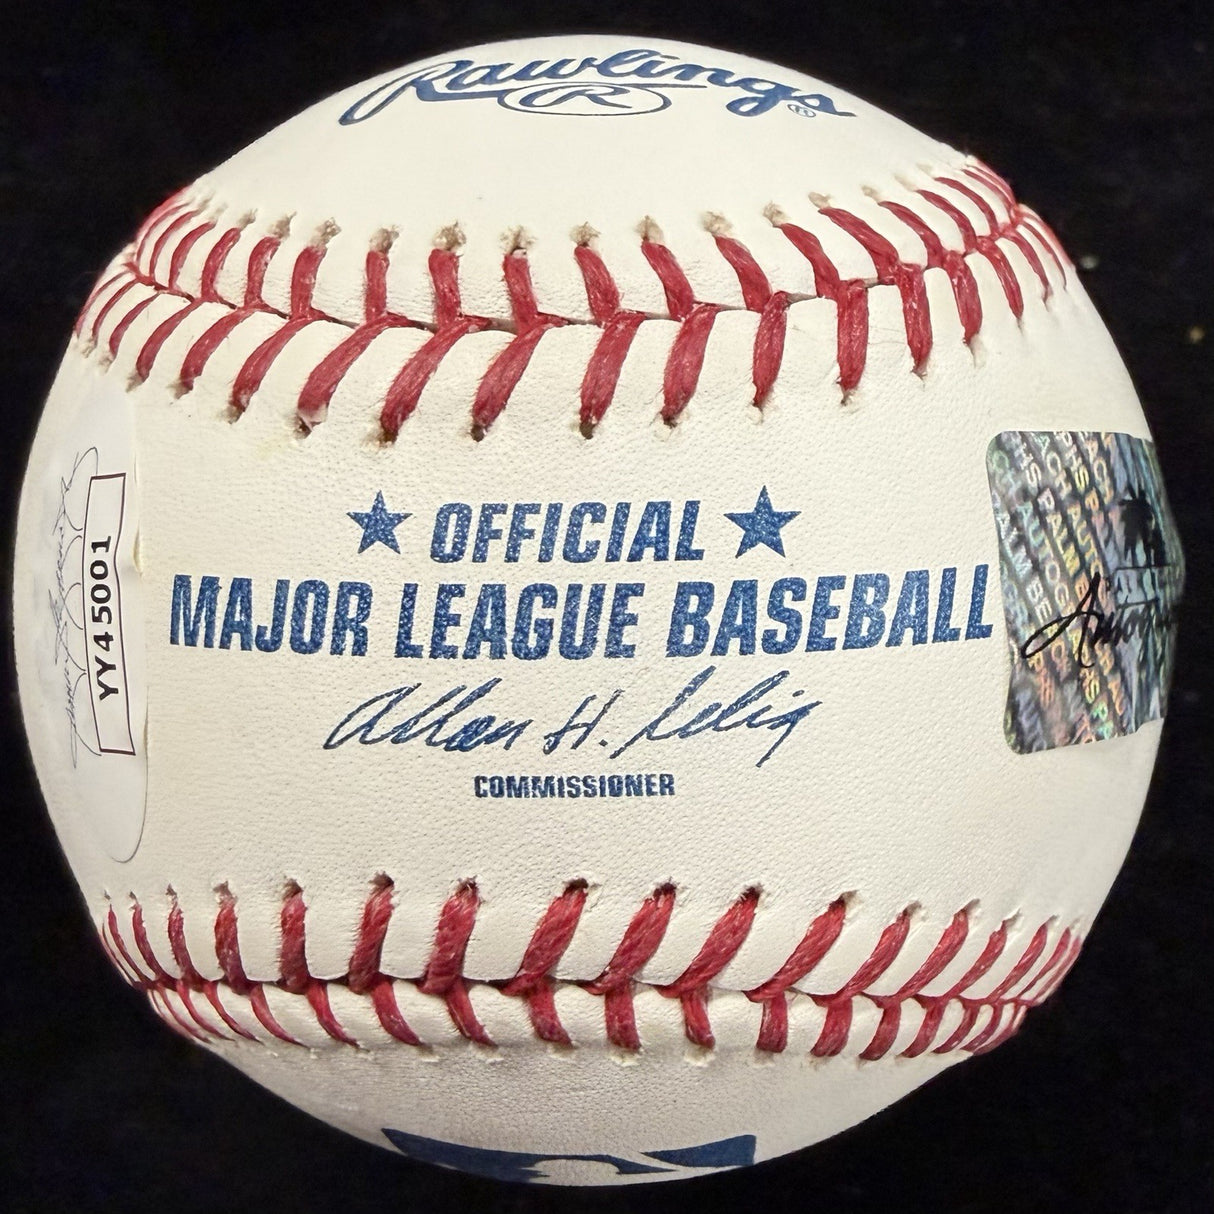 Rawlings ®
R
★ OFFICIAL ★
MAJOR LEAGUE BASEBALL
Allan H. Selig
COMMISSIONER
YY45001